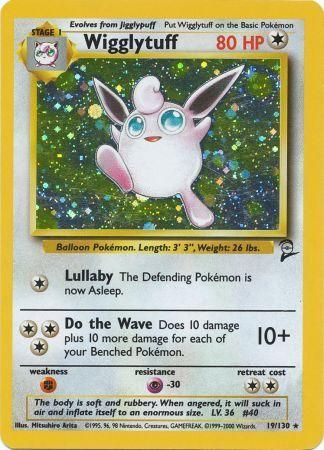 Evolves from Jigglypuff Put Wigglytuff on the Basic Pokémon
STAGE 1
Wigglytuff 80 HP
Balloon Pokémon. Length: 3' 3", Weight: 26 lbs.
2
Lullaby The Defending Pokémon is
now Asleep.
Do the Wave Does 10 damage
plus 10 more damage for each of
your Benched Pokémon. 10+
weakness resistance retreat cost
-30
Its body is soft and rubbery. When angered, it will suck in
air and inflate itself to an enormous size. LV. 36 #40
Illus. Mitsuhiro Arita ©1995, 96, 98 Nintendo, Creatures, GAMEFREAK. ©1999-2000 Wizards. 19/130 ★